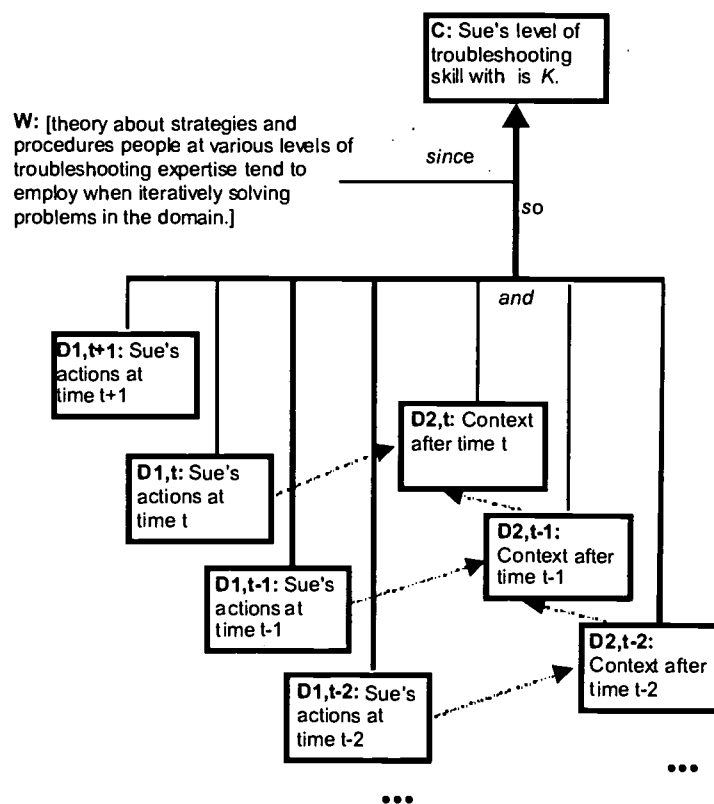 C: Sue's level of
troubleshooting
skill with is K.
W: [theory about strategies and
procedures people at various levels of
troubleshooting expertise tend to
employ when iteratively solving
problems in the domain.]
since
so
and
D1,t+1: Sue's
actions at
time t+1
D2,t: Context
after time t
D1,t: Sue's
actions at
time t
D2,t-1:
Context after
time t-1
D1,t-1: Sue's
actions at
time t-1
D2,t-2:
Context after
time t-2
D1,t-2: Sue's
actions at
time t-2
...
...